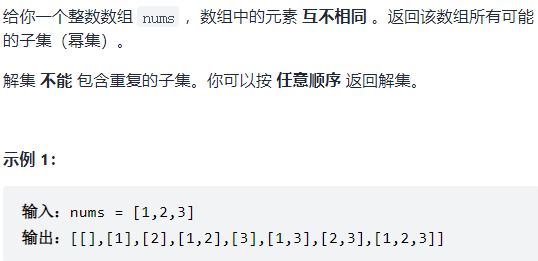 给你一个整数数组 nums ，数组中的元素 互不相同 。返回该数组所有可能
的子集（幂集）。
解集 不能 包含重复的子集。你可以按 任意顺序 返回解集。
示例 1：
输入：nums = [1,2,3]
输出：[[],[1],[2],[1,2],[3],[1,3],[2,3],[1,2,3]]